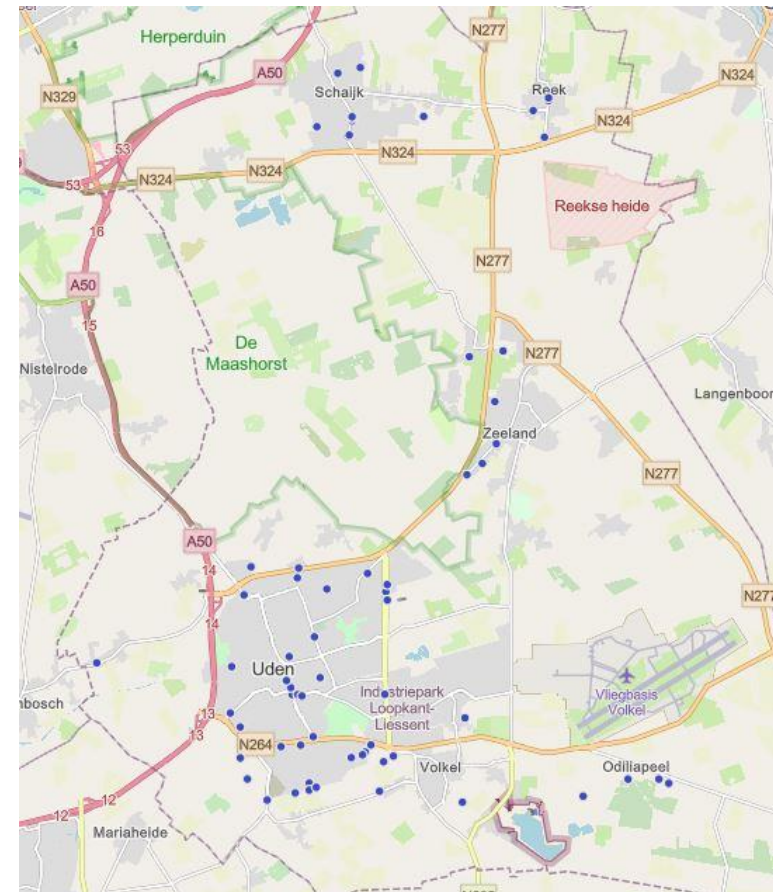 Herperduin
N277
A50
N324
Schaijk
Reek
N329
N324
53
N324
N324
N324
53
16
Reekse heide
N277
A50
15
De
Maashorst
N277
Nistelrode
Langenboom
Zeeland
N277
A50
14
N277
14
Uden
Industriepark
Loopkant-
Liessent
Vliegbasis
Volkel
13
13
N264
Volkel
Odiliapeel
12
12
Mariaheide